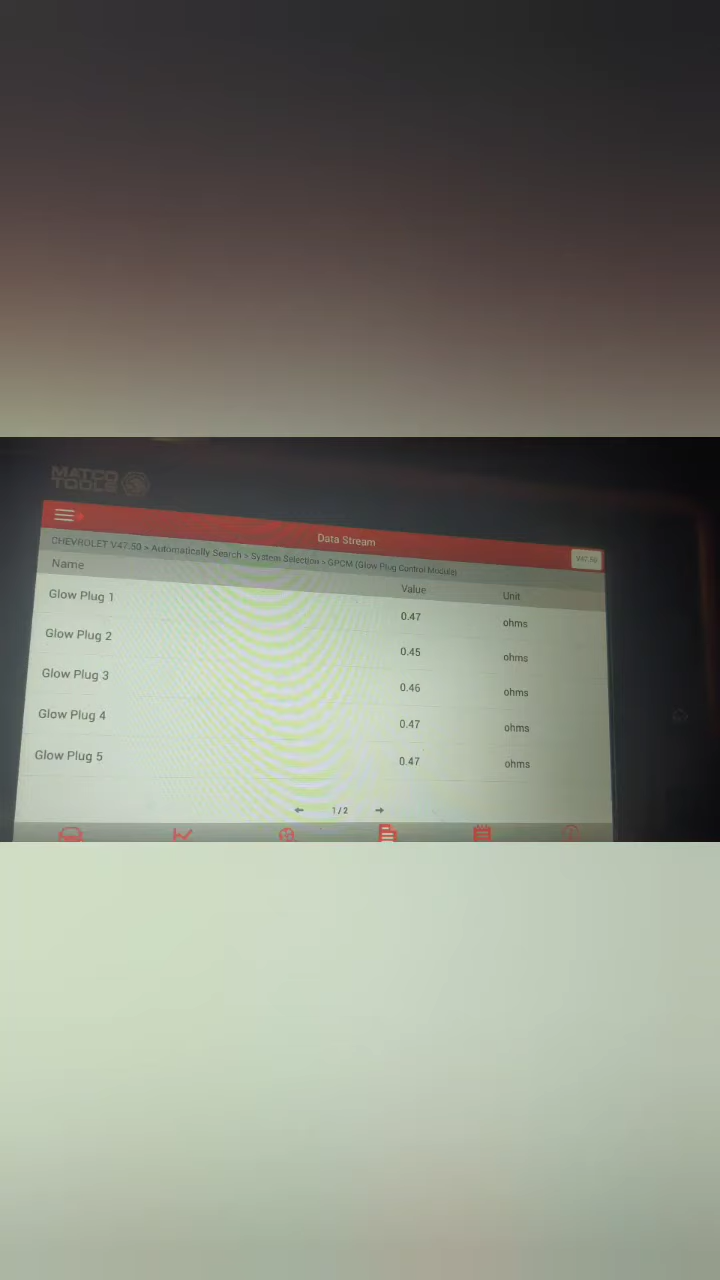 MATCO
TOOLS
Data Stream
V47.50
CHEVROLET V47.50 > Automatically Search > System Selection > GPCM (Glow Plug Control Module)
Name Value Unit
Glow Plug 1 0.47 ohms
Glow Plug 2 0.45 ohms
Glow Plug 3 0.46 ohms
Glow Plug 4 0.47 ohms
Glow Plug 5 0.47 ohms
1/2